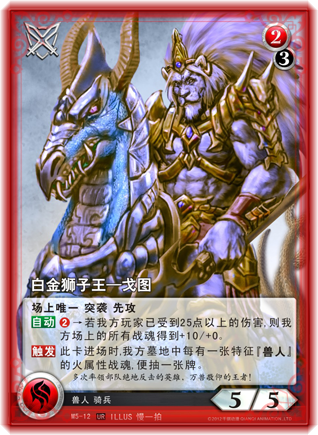 2
3
白金狮子王—戈图
场上唯一 突袭 先攻
自动 2→若我方玩家已受到25点以上的伤害,则我
方场上的所有战魂得到+10/+0。
触发 此卡进场时,我方墓地中每有一张特征『兽人』
的火属性战魂,便抽一张牌。
多次率领部队绝地反击的英雄,万兽敬仰的王者!
兽人 骑兵
5/5
W5-12 UR ILLUS 慢一拍